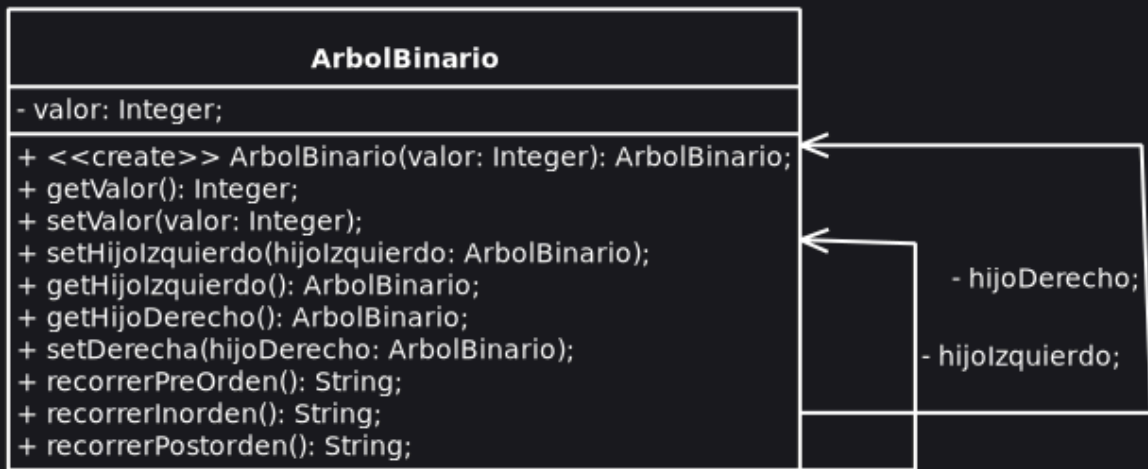 ArbolBinario
- valor: Integer;
+ <<create>> ArbolBinario(valor: Integer): ArbolBinario;
+ getValor(): Integer;
+ setValor(valor: Integer);
+ setHijoIzquierdo(hijoIzquierdo: ArbolBinario);
+ getHijoIzquierdo(): ArbolBinario;
+ getHijoDerecho(): ArbolBinario;
+ setDerecha(hijoDerecho: ArbolBinario);
+ recorrerPreOrden(): String;
+ recorrerInorden(): String;
+ recorrerPostorden(): String;
- hijoDerecho;
- hijoIzquierdo;